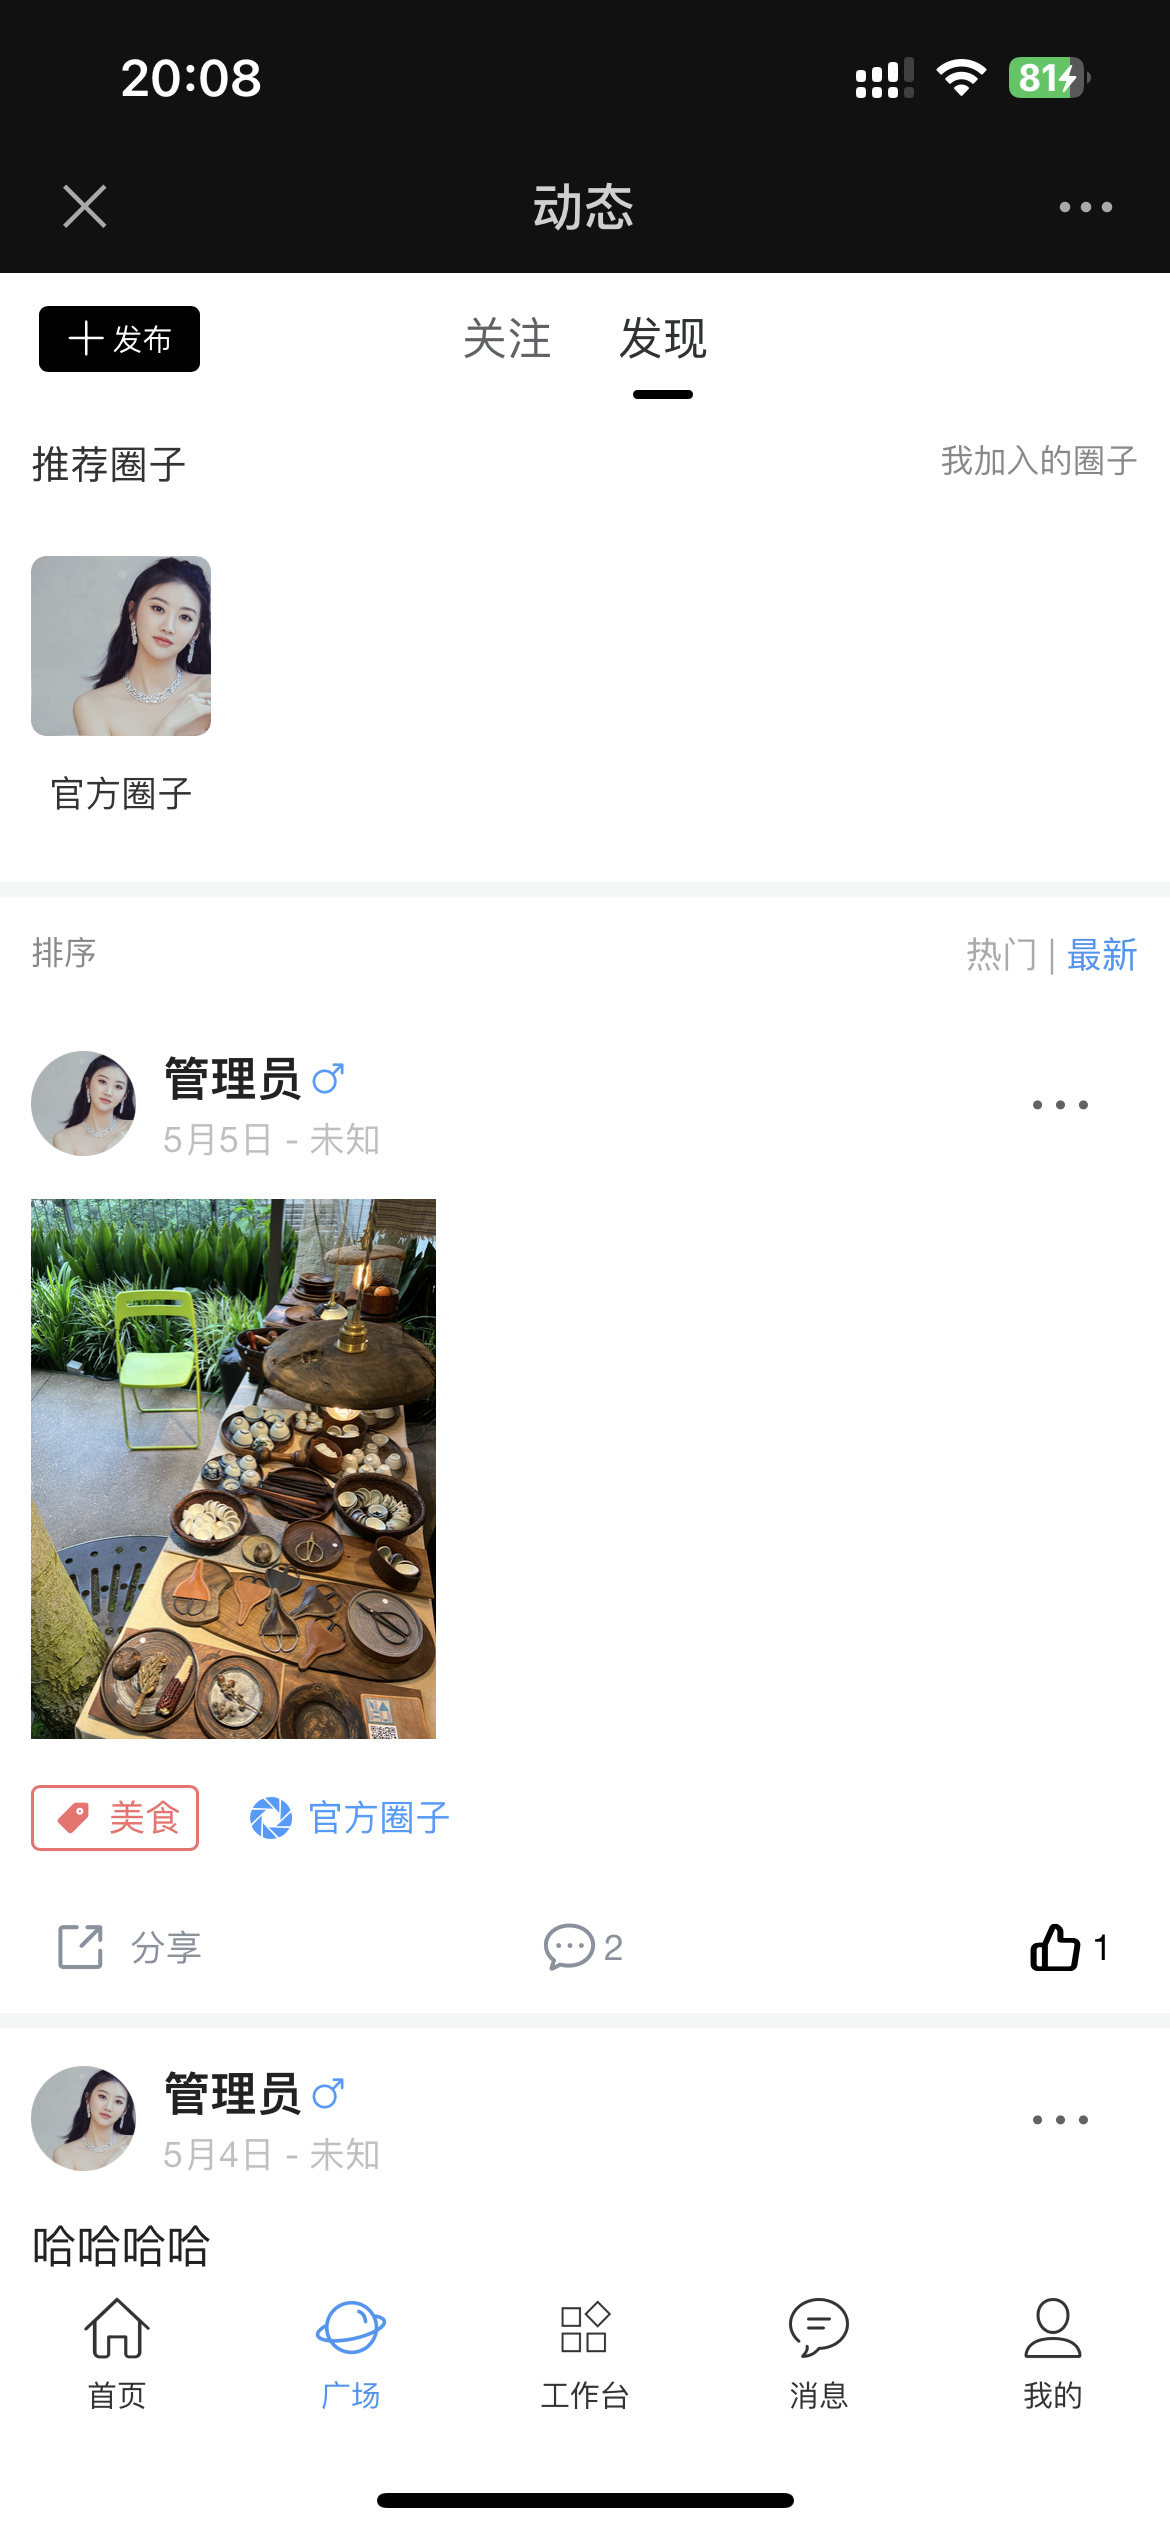 20:08
81
动态
发布
关注
发现
推荐圈子
我加入的圈子
官方圈子
排序
热门 | 最新
管理员
5月5日 - 未知
美食
官方圈子
分享
2
1
管理员
5月4日 - 未知
哈哈哈哈
首页
广场
工作台
消息
我的